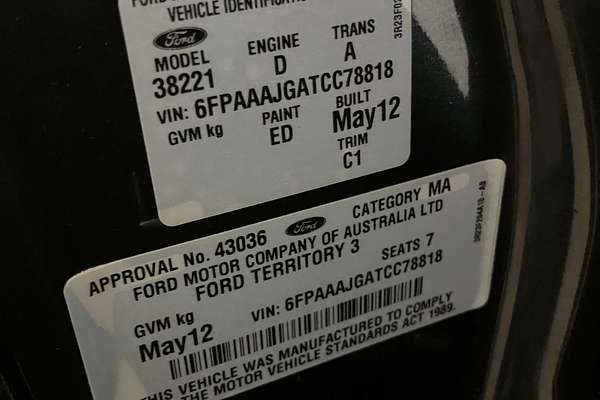 VEHICLE IDENTIFICATION
Ford
MODEL ENGINE TRANS
38221 D A
VIN: 6FPAAAJGATCC78818
GVM kg PAINT BUILT
ED May12
TRIM
C1
APPROVAL No. 43036 Ford CATEGORY MA
FORD MOTOR COMPANY OF AUSTRALIA LTD
FORD TERRITORY 3 SEATS 7
GVM kg VIN: 6FPAAAJGATCC78818
May12
THIS VEHICLE WAS MANUFACTURED TO COMPLY
THE MOTOR VEHICLE STANDARDS ACT 1989.